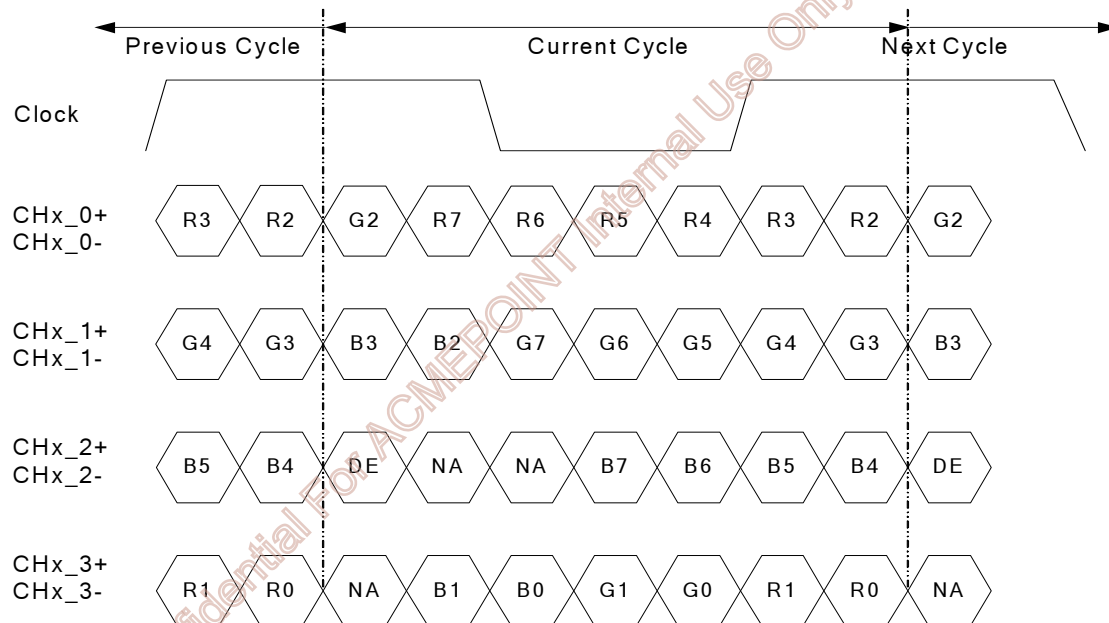 Previous Cycle Current Cycle Next Cycle
Clock
CHx_0+
CHx_0-
R3 R2 G2 R7 R6 R5 R4 R3 R2 G2
CHx_1+
CHx_1-
G4 G3 B3 B2 G7 G6 G5 G4 G3 B3
CHx_2+
CHx_2-
B5 B4 DE NA NA B7 B6 B5 B4 DE
CHx_3+
CHx_3-
R1 R0 NA B1 B0 G1 G0 R1 R0 NA
fidential For ACMEPOINT Internal Use Only